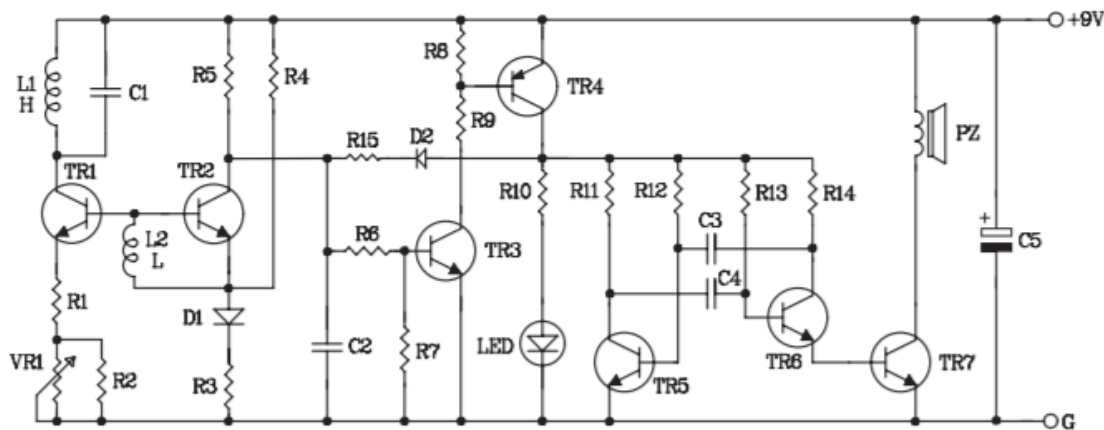 +9V
L1
H
C1
R5
R4
R8
TR4
R9
PZ
TR1
TR2
R15
D2
R10
R11
R12
R13
R14
L2
L
R6
TR3
C3
C4
+
C5
R1
D1
VR1
R2
R3
C2
R7
LED
TR5
TR6
TR7
G